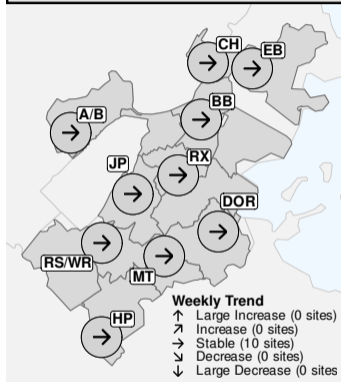 CH
EB
A/B
BB
RX
JP
DOR
RS/WR
MT
HP
Weekly Trend
↑ Large Increase (0 sites)
↗ Increase (0 sites)
→ Stable (10 sites)
↘ Decrease (0 sites)
↓ Large Decrease (0 sites